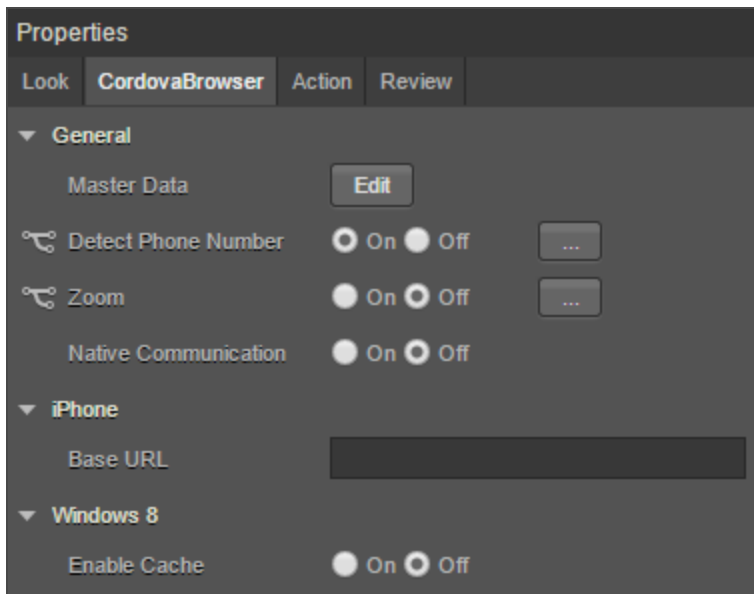 Properties
Look CordovaBrowser Action Review
General
Master Data Edit
Detect Phone Number On Off ...
Zoom On Off ...
Native Communication On Off
iPhone
Base URL
Windows 8
Enable Cache On Off